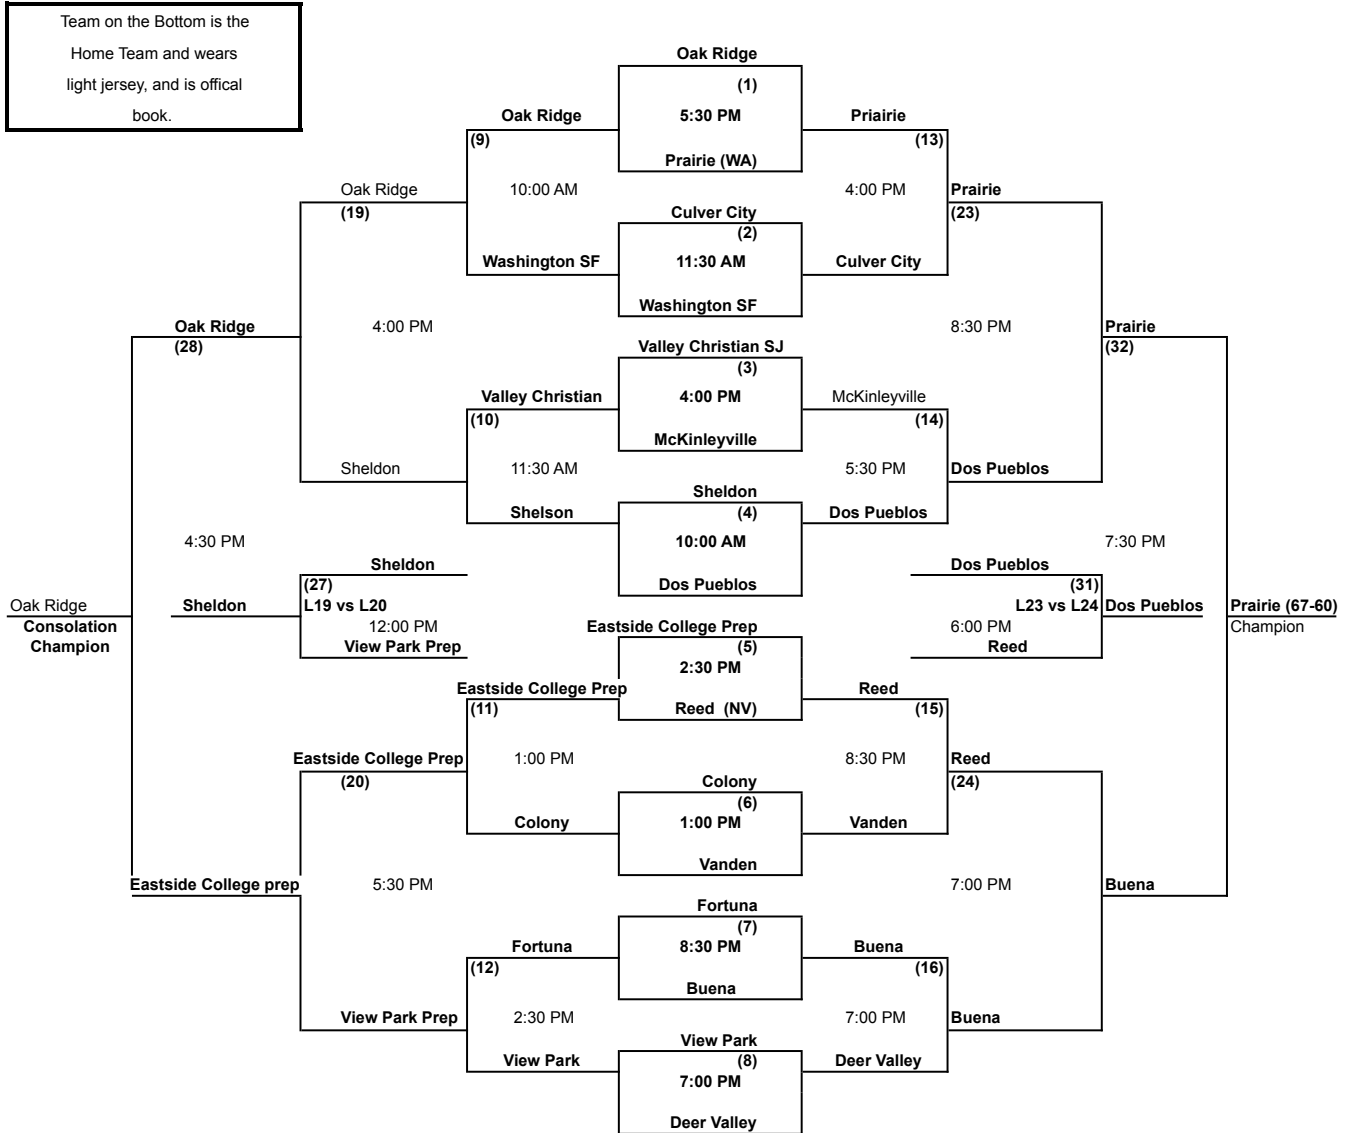 Team on the Bottom is the
Home Team and wears
light jersey, and is offical
book.
Oak Ridge
(1)
Oak Ridge 5:30 PM Priairie
(9) (13)
Prairie (WA)
Oak Ridge 10:00 AM 4:00 PM Prairie
(19) Culver City (23)
(2)
Washington SF 11:30 AM Culver City
Washington SF
Oak Ridge 4:00 PM 8:30 PM Prairie
(28) Valley Christian SJ (32)
(3)
Valley Christian 4:00 PM McKinleyville
(10) (14)
McKinleyville
Sheldon 11:30 AM 5:30 PM Dos Pueblos
Sheldon
Shelson (4) Dos Pueblos
4:30 PM 10:00 AM 7:30 PM
Sheldon Dos Pueblos
(27) Dos Pueblos (31)
Oak Ridge Sheldon L19 vs L20 L23 vs L24 Dos Pueblos Prairie (67-60)
Consolation 12:00 PM Eastside College Prep 6:00 PM Champion
Champion View Park Prep (5) Reed
2:30 PM
Eastside College Prep Reed
(11) Reed (NV) (15)
Eastside College Prep 1:00 PM 8:30 PM Reed
(20) Colony (24)
(6)
Colony 1:00 PM Vanden
Vanden
Eastside College prep 5:30 PM 7:00 PM Buena
Fortuna
(7)
Fortuna 8:30 PM Buena
(12) (16)
Buena
View Park Prep 2:30 PM 7:00 PM Buena
View Park
View Park (8) Deer Valley
7:00 PM
Deer Valley